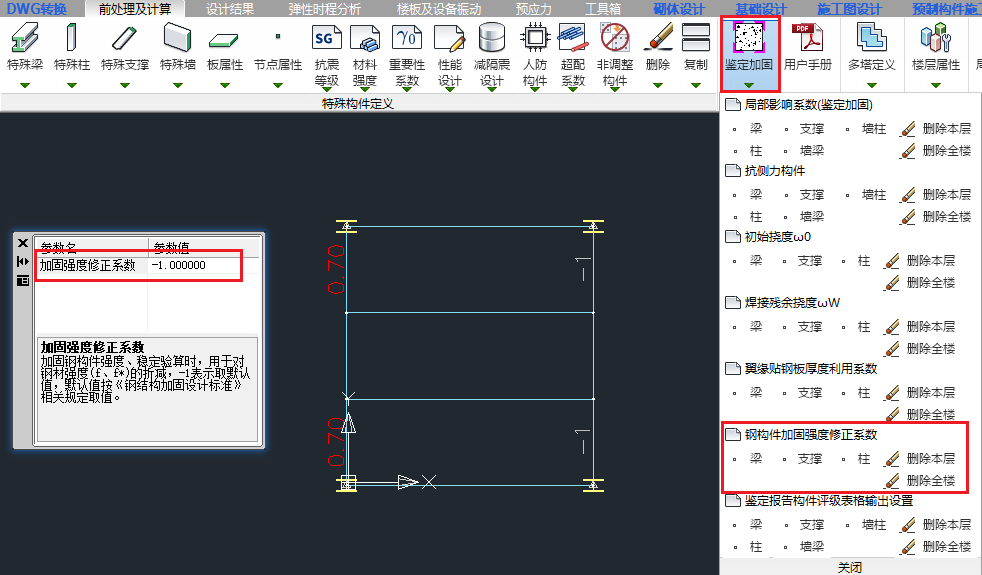 DWG转换 前处理及计算 设计结果 弹性时程分析 楼板及设备振动 预应力 工具箱 砌体设计 基础设计 施工图设计 预制构件施工
特殊梁 特殊柱 特殊支撑 特殊墙 板属性 节点属性 抗震等级 材料强度 重要性系数 性能设计 减隔震设计 人防构件 超配系数 非调整构件 删除 复制 鉴定加固 用户手册 多塔定义 楼层属性
SG γ0 PDF
特殊构件定义
局部影响系数(鉴定加固)
梁 支撑 墙柱 删除本层
柱 墙梁 删除全楼
抗侧力构件
梁 支撑 墙柱 删除本层
柱 墙梁 删除全楼
初始挠度ω0
梁 支撑 柱 删除本层
删除全楼
焊接残余挠度ωW
梁 支撑 柱 删除本层
删除全楼
翼缘贴钢板厚度利用系数
梁 支撑 柱 删除本层
删除全楼
钢构件加固强度修正系数
梁 支撑 柱 删除本层
删除全楼
鉴定报告构件评级表格输出设置
梁 支撑 墙柱 删除本层
柱 墙梁 删除全楼
关闭
参数名 参数值
加固强度修正系数 -1.000000
加固强度修正系数
加固钢构件强度、稳定验算时，用于对
钢材强度(f、f*)的折减，-1表示取默认
值，默认值按《钢结构加固设计标准》
相关规定取值。
0.70
-1
0.70
-1